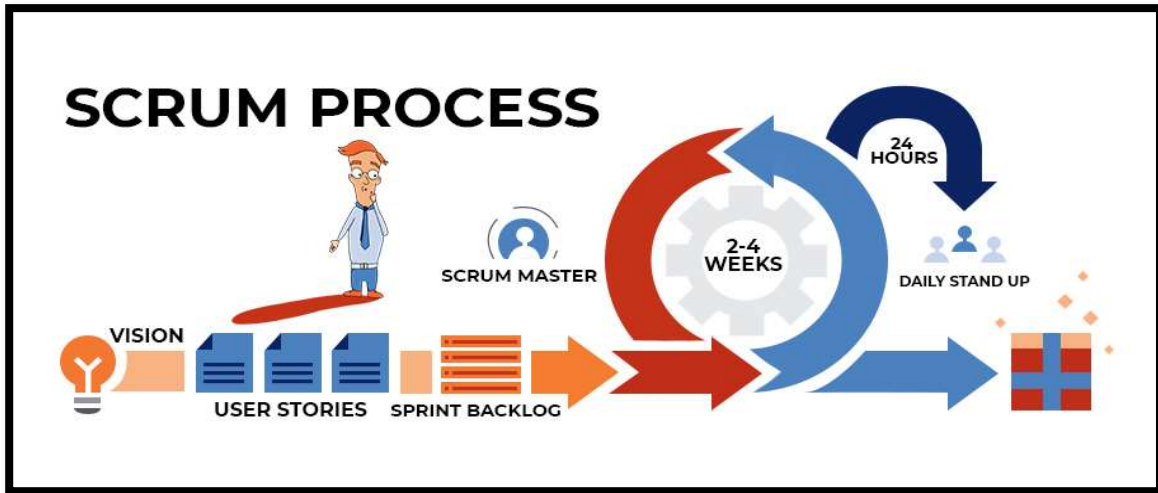 SCRUM PROCESS
24
HOURS
2-4
WEEKS
SCRUM MASTER
DAILY STAND UP
VISION
USER STORIES
SPRINT BACKLOG